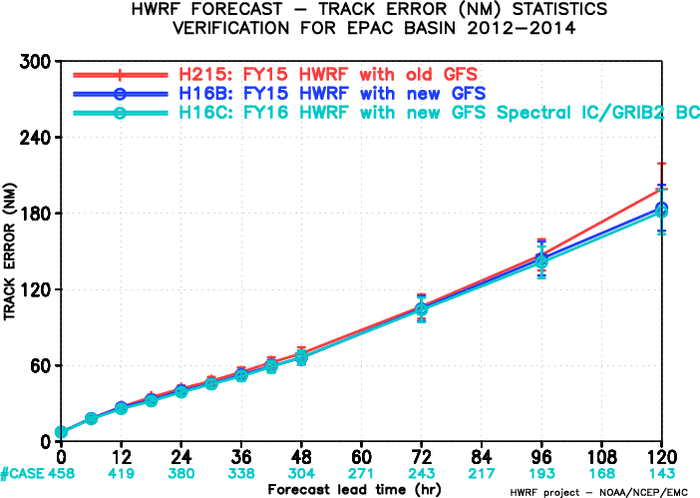 HWRF FORECAST – TRACK ERROR (NM) STATISTICS
VERIFICATION FOR EPAC BASIN 2012–2014
H215: FY15 HWRF with old GFS
H16B: FY15 HWRF with new GFS
H16C: FY16 HWRF with new GFS Spectral IC/GRIB2 BC
TRACK ERROR (NM)
300
240
180
120
60
0
0 12 24 36 48 60 72 84 96 108 120
#CASE 458 419 380 338 304 271 243 217 193 168 143
Forecast lead time (hr)
HWRF project – NOAA/NCEP/EMC